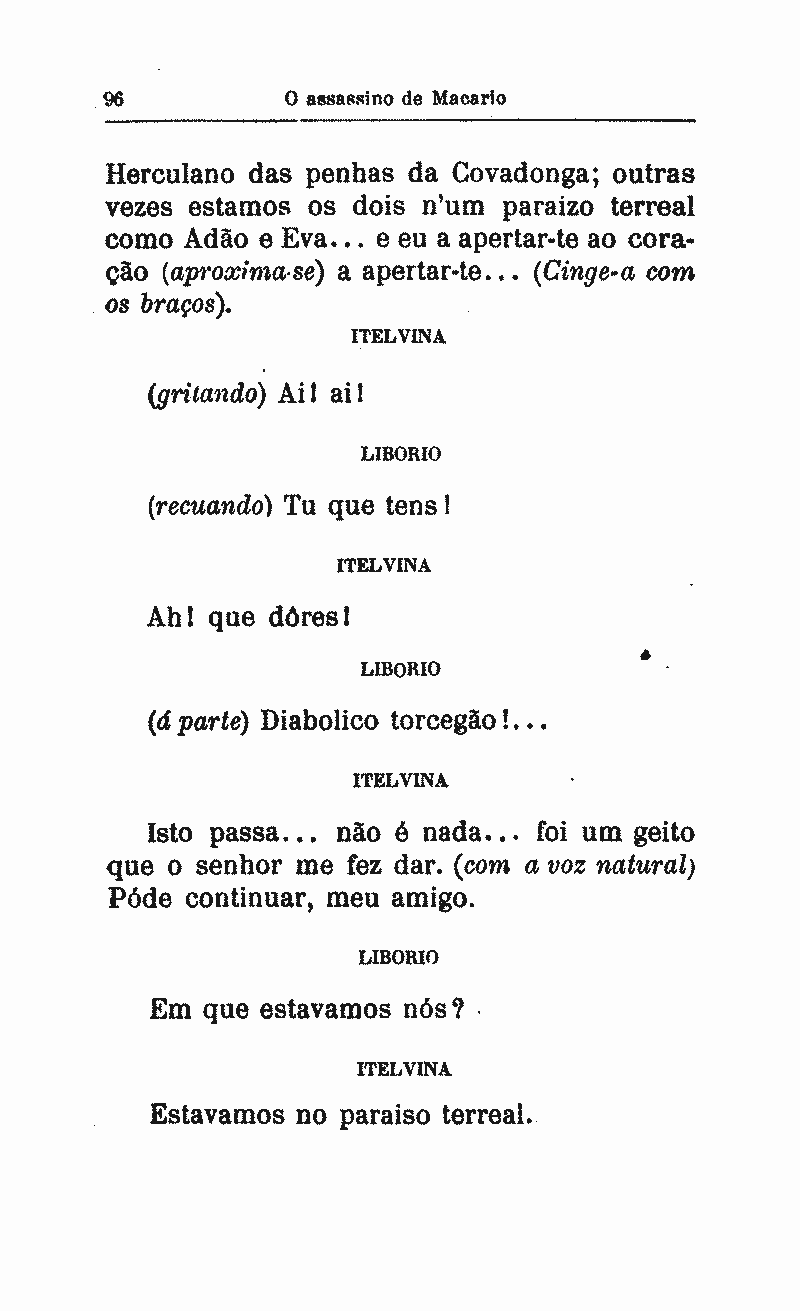 96 O assassino de Macario
Herculano das penhas da Covadonga; outras
vezes estamos os dois n'um paraizo terreal
como Adão e Eva... e eu a apertar-te ao cora-
ção (aproxima-se) a apertar-te... (Cinge-a com
os braços).
ITELVINA
(gritando) Ai! ai!
LIBORIO
(recuando) Tu que tens!
ITELVINA
Ah! que dôres!
LIBORIO
(á parte) Diabolico torcegão!...
ITELVINA
Isto passa... não é nada... foi um geito
que o senhor me fez dar. (com a voz natural)
Póde continuar, meu amigo.
LIBORIO
Em que estavamos nós?
ITELVINA
Estavamos no paraiso terreal.